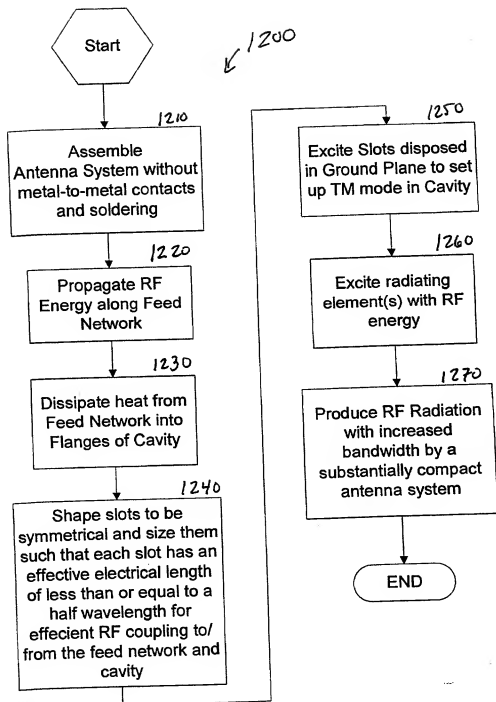 Start
1200
1210
Assemble
Antenna System without
metal-to-metal contacts
and soldering
1220
Propagate RF
Energy along Feed
Network
1230
Dissipate heat from
Feed Network into
Flanges of Cavity
1240
Shape slots to be
symmetrical and size them
such that each slot has an
effective electrical length
of less than or equal to a
half wavelength for
effecient RF coupling to/
from the feed network and
cavity
1250
Excite Slots disposed
in Ground Plane to set
up TM mode in Cavity
1260
Excite radiating
element(s) with RF
energy
1270
Produce RF Radiation
with increased
bandwidth by a
substantially compact
antenna system
END